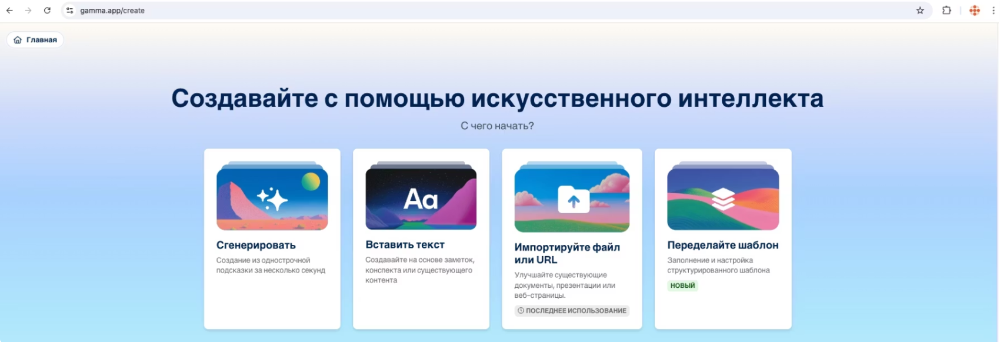 gamma.app/create
Главная
Создавайте с помощью искусственного интеллекта
С чего начать?
Сгенерировать
Создание из однострочной
подсказки за несколько секунд
Aa
Вставить текст
Создавайте на основе заметок,
конспекта или существующего
контента
Импортируйте файл
или URL
Улучшайте существующие
документы, презентации или
веб-страницы.
ПОСЛЕДНЕЕ ИСПОЛЬЗОВАНИЕ
Переделайте шаблон
Заполнение и настройка
структурированного шаблона
НОВЫЙ